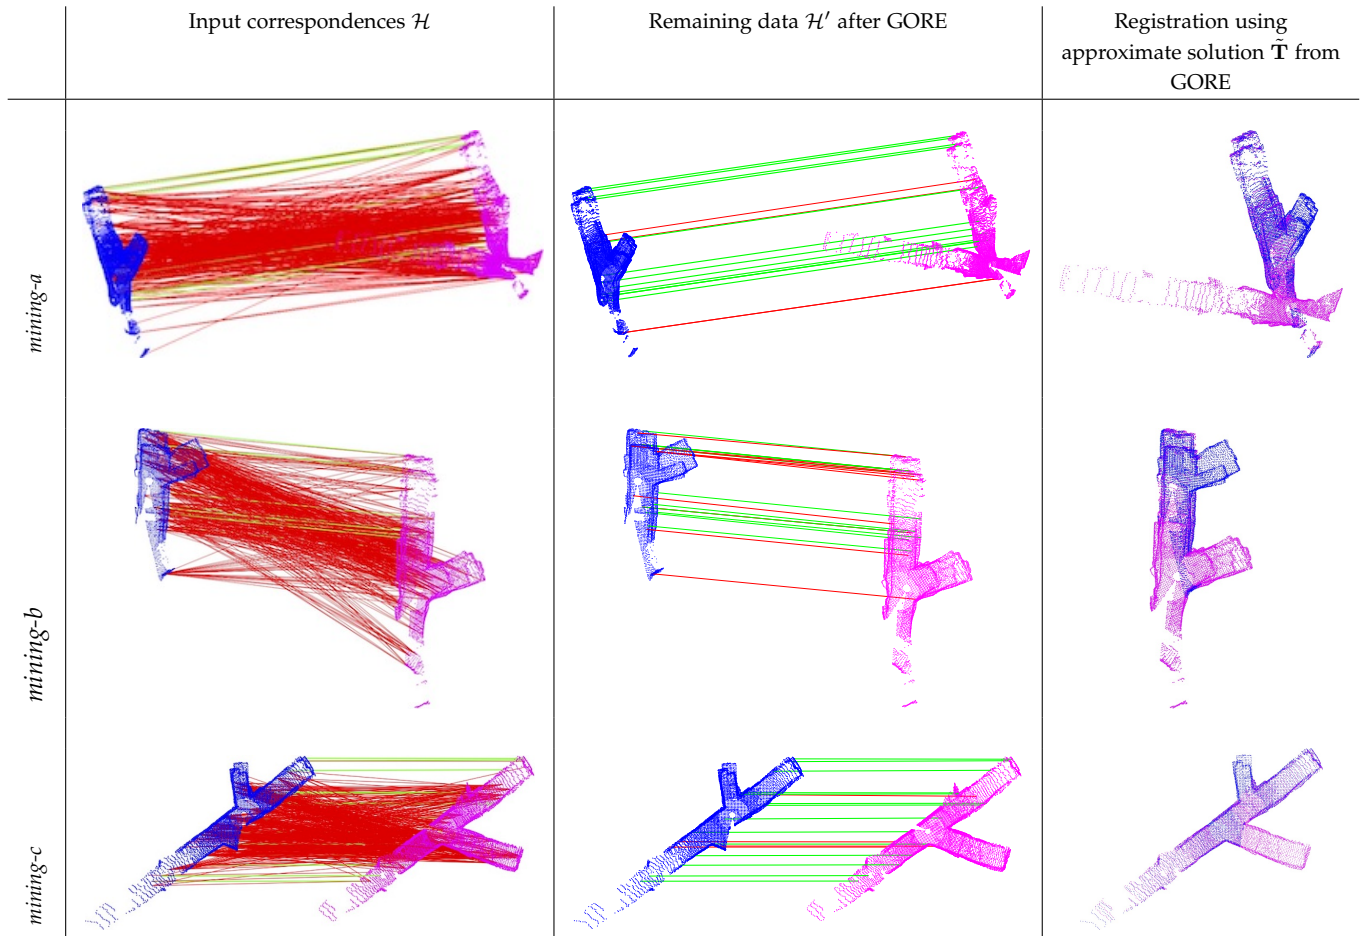 Input correspondences ℋ
Remaining data ℋ′ after GORE
Registration using
approximate solution T̃ from
GORE
mining-a
mining-b
mining-c